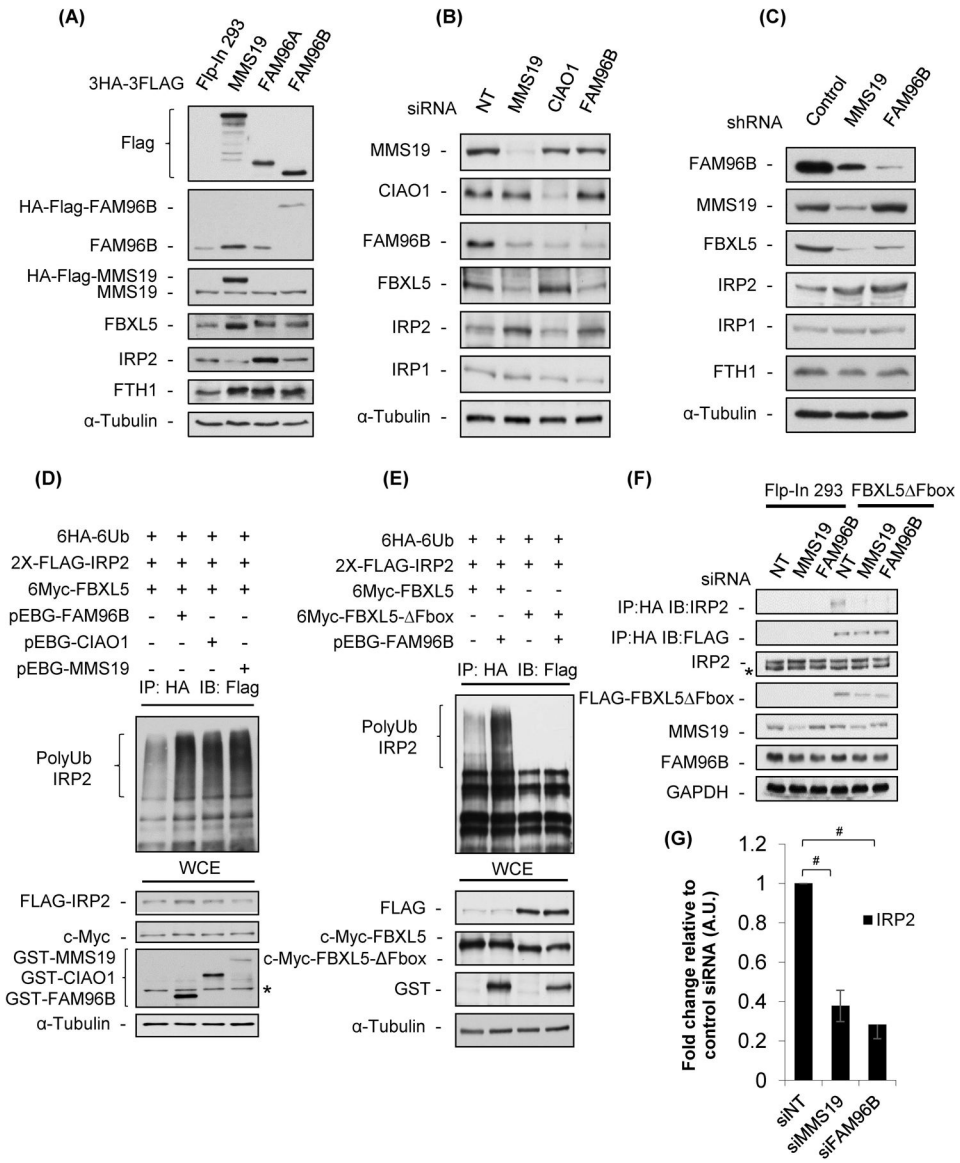 (A)
3HA-3FLAG
Flp-In 293
MMS19
FAM96A
FAM96B
Flag
HA-Flag-FAM96B
FAM96B -
HA-Flag-MMS19
MMS19
FBXL5 -
IRP2 -
FTH1 -
α-Tubulin -
(B)
siRNA
NT
MMS19
CIAO1
FAM96B
MMS19 -
CIAO1 -
FAM96B -
FBXL5 -
IRP2 -
IRP1 -
α-Tubulin -
(C)
shRNA
Control
MMS19
FAM96B
FAM96B -
MMS19 -
FBXL5 -
IRP2 -
IRP1 -
FTH1 -
α-Tubulin -
(D)
6HA-6Ub + + + +
2X-FLAG-IRP2 + + + +
6Myc-FBXL5 + + + +
pEBG-FAM96B - + - -
pEBG-CIAO1 - - + -
pEBG-MMS19 - - - +
IP: HA IB: Flag
PolyUb
IRP2
WCE
FLAG-IRP2 -
c-Myc -
GST-MMS19
GST-CIAO1
GST-FAM96B
*
α-Tubulin -
(E)
6HA-6Ub + + + +
2X-FLAG-IRP2 + + + +
6Myc-FBXL5 + + - -
6Myc-FBXL5-ΔFbox - - + +
pEBG-FAM96B - + - +
IP: HA IB: Flag
PolyUb
IRP2
WCE
FLAG -
c-Myc-FBXL5 -
c-Myc-FBXL5-ΔFbox -
GST -
α-Tubulin -
(F)
Flp-In 293 FBXL5ΔFbox
siRNA
NT
MMS19
FAM96B
NT
MMS19
FAM96B
IP:HA IB:IRP2 -
IP:HA IB:FLAG -
IRP2 -
*
FLAG-FBXL5ΔFbox -
MMS19 -
FAM96B -
GAPDH -
(G)
Fold change relative to
control siRNA (A.U.)
1.2
1
0.8
0.6
0.4
0.2
0
#
#
IRP2
siNT
siMMS19
siFAM96B